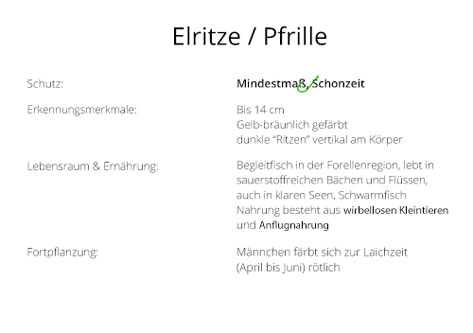 Elritze / Pfrille
Schutz:
Mindestmaß, Schonzeit
Erkennungsmerkmale:
Bis 14 cm
Gelb-bräunlich gefärbt
dunkle "Ritzen" vertikal am Körper
Lebensraum & Ernährung:
Begleitfisch in der Forellenregion, lebt in
sauerstoffreichen Bächen und Flüssen,
auch in klaren Seen, Schwarmfisch
Nahrung besteht aus wirbellosen Kleintieren
und Anflugnahrung
Fortpflanzung:
Männchen färbt sich zur Laichzeit
(April bis Juni) rötlich